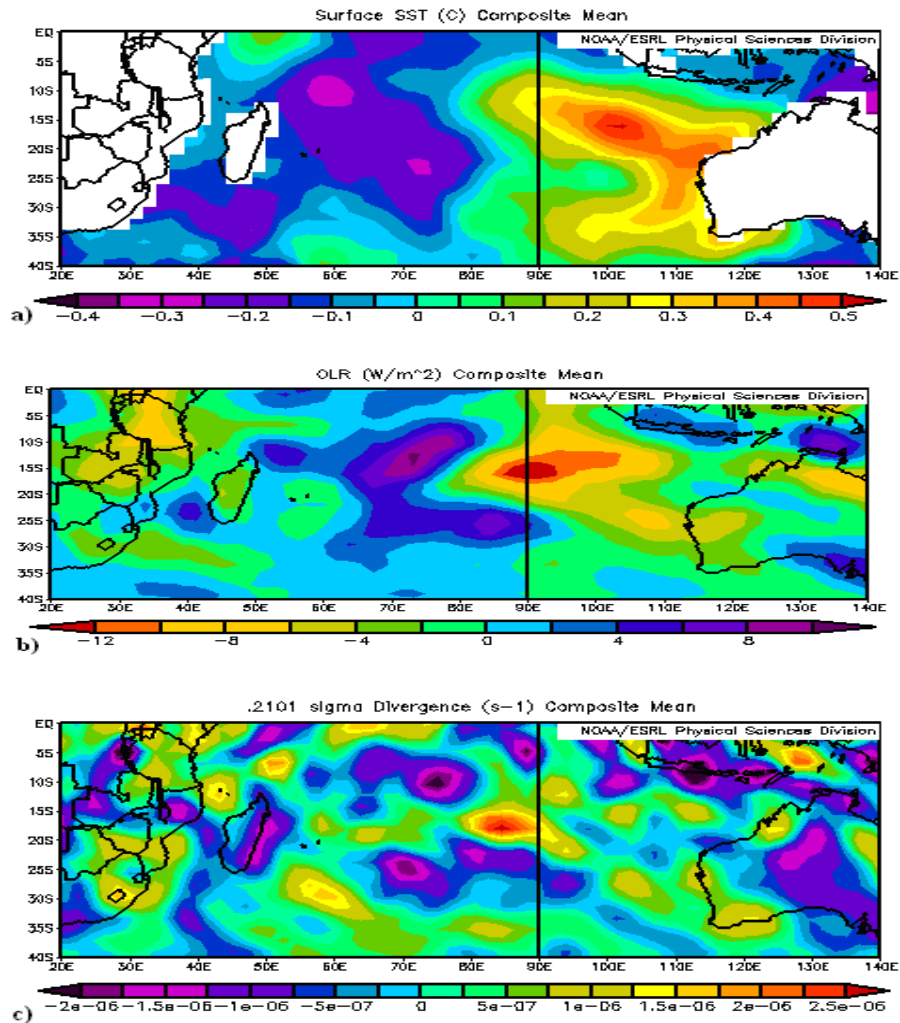 Surface SST (C) Composite Mean
NOAA/ESRL Physical Sciences Division
EQ
5S
10S
15S
20S
25S
30S
35S
40S
20E 30E 40E 50E 60E 70E 80E 90E 100E 110E 120E 130E 140E
a) −0.4 −0.3 −0.2 −0.1 0 0.1 0.2 0.3 0.4 0.5
OLR (W/m^2) Composite Mean
NOAA/ESRL Physical Sciences Division
EQ
5S
10S
15S
20S
25S
30S
35S
40S
20E 30E 40E 50E 60E 70E 80E 90E 100E 110E 120E 130E 140E
b) −12 −8 −4 0 4 8
.2101 sigma Divergence (s−1) Composite Mean
NOAA/ESRL Physical Sciences Division
EQ
5S
10S
15S
20S
25S
30S
35S
40S
20E 30E 40E 50E 60E 70E 80E 90E 100E 110E 120E 130E 140E
c) −2e−06 −1.5e−06 −1e−06 −5e−07 0 5e−07 1e−06 1.5e−06 2e−06 2.5e−06